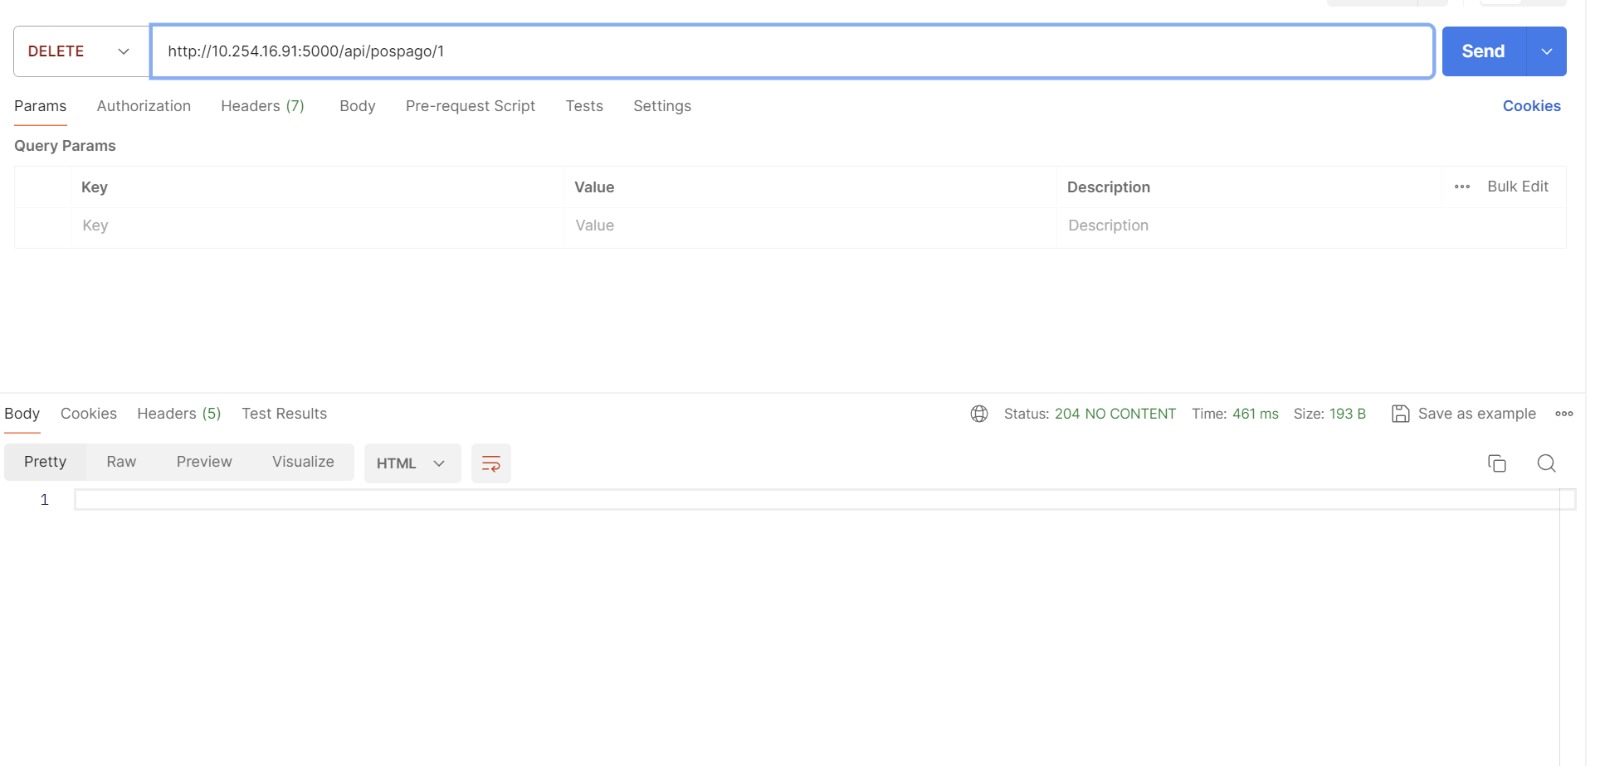 DELETE http://10.254.16.91:5000/api/pospago/1 Send
Params Authorization Headers (7) Body Pre-request Script Tests Settings Cookies
Query Params
Key Value Description ••• Bulk Edit
Key Value Description
Body Cookies Headers (5) Test Results Status: 204 NO CONTENT Time: 461 ms Size: 193 B Save as example
Pretty Raw Preview Visualize HTML
1